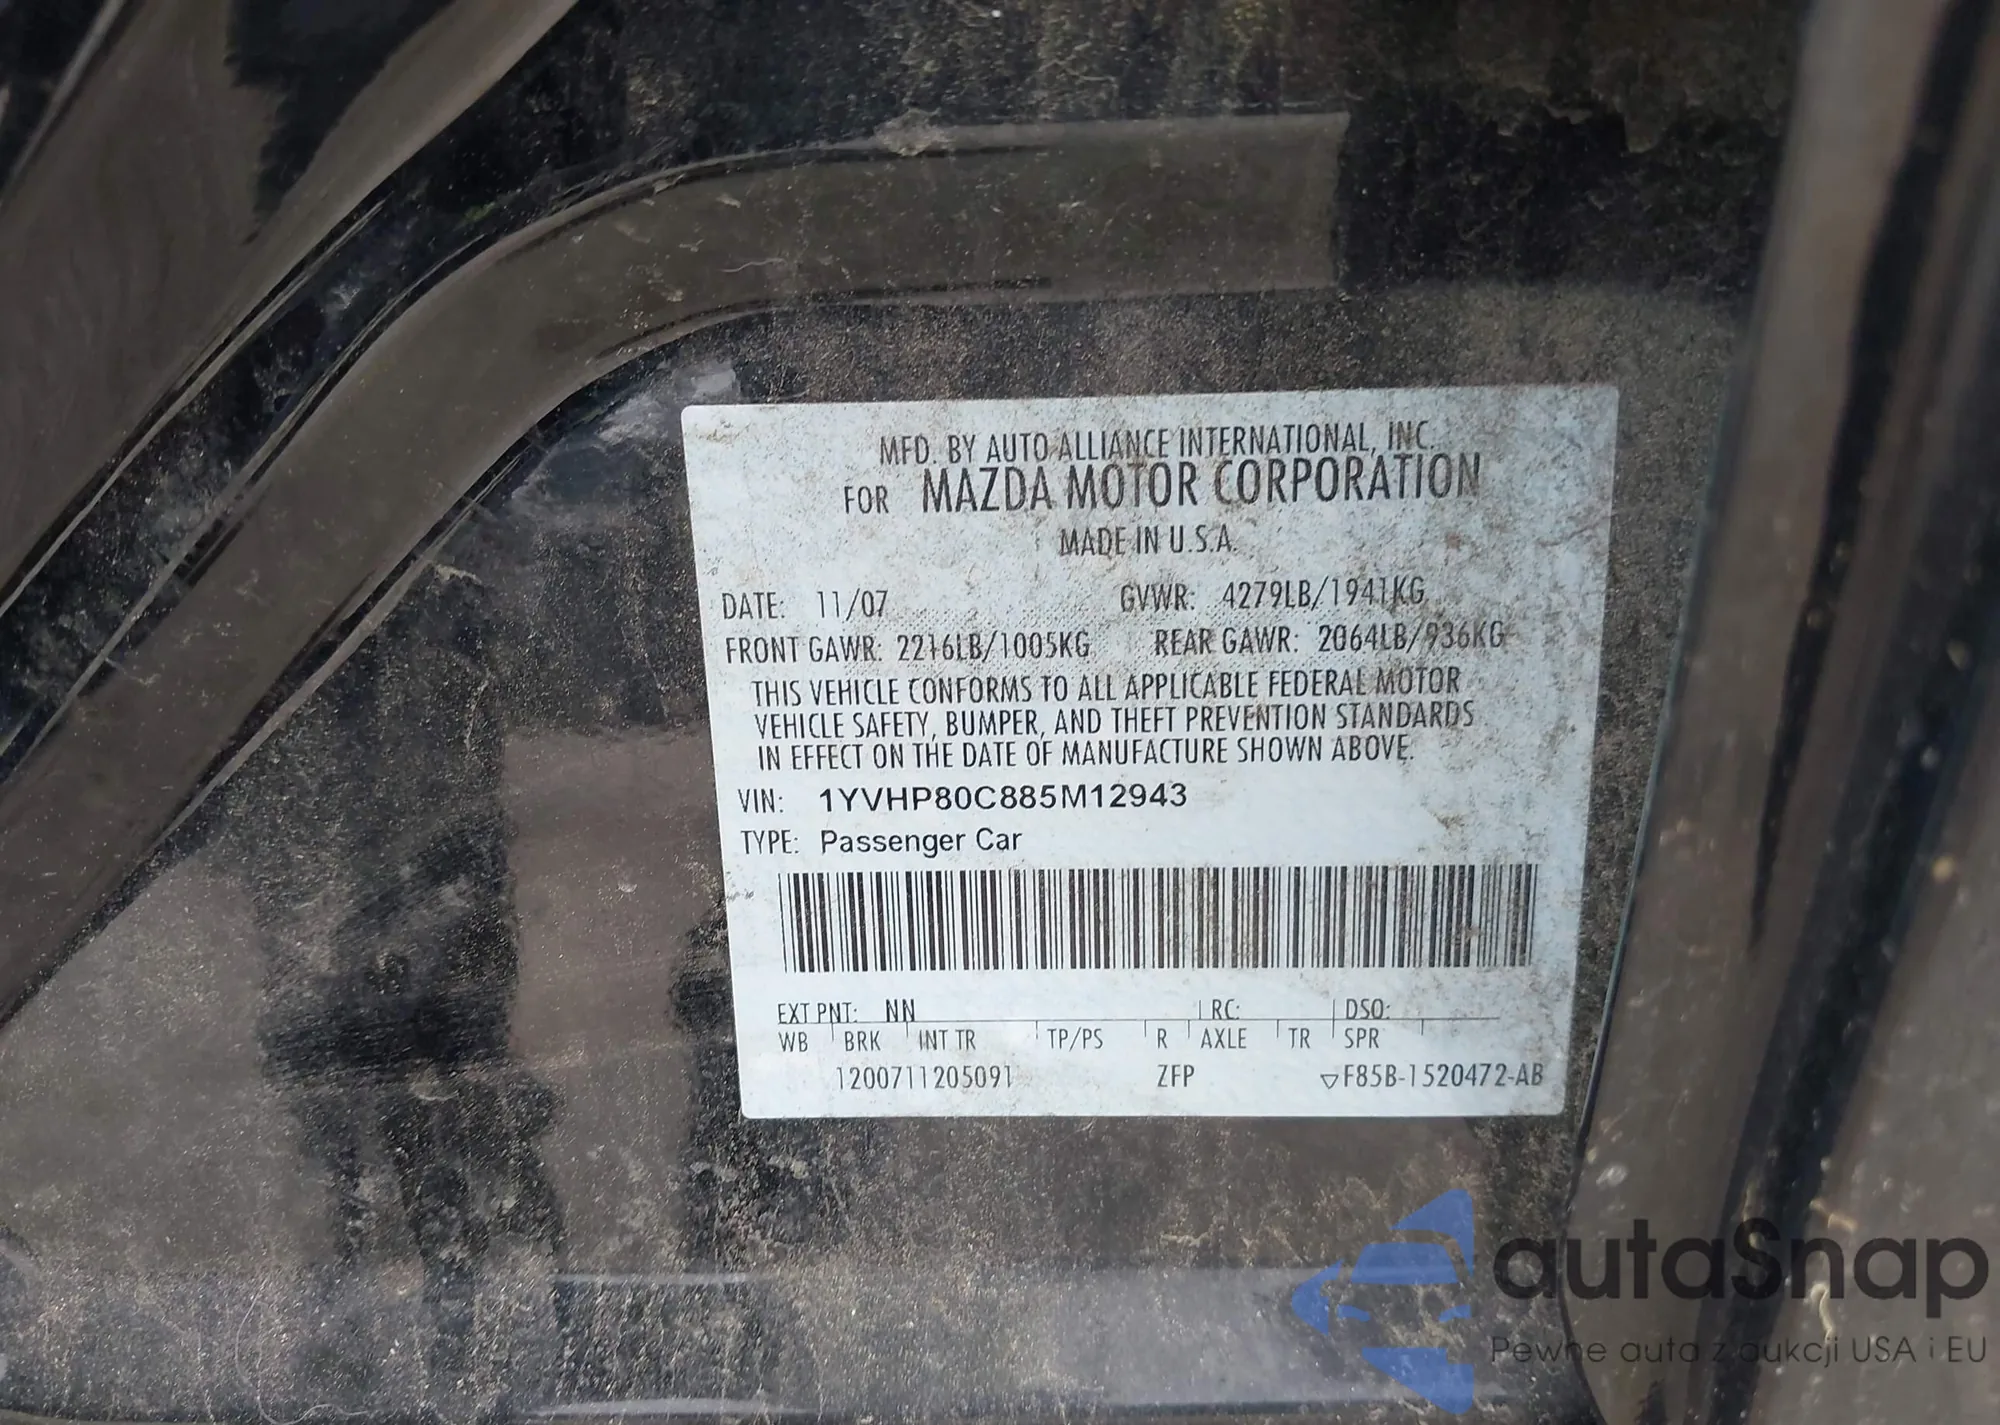 MFD. BY AUTO ALLIANCE INTERNATIONAL, INC.
FOR MAZDA MOTOR CORPORATION
MADE IN U.S.A.
DATE: 11/07 GVWR: 4279LB/1941KG
FRONT GAWR: 2216LB/1005KG REAR GAWR: 2064LB/936KG
THIS VEHICLE CONFORMS TO ALL APPLICABLE FEDERAL MOTOR
VEHICLE SAFETY, BUMPER, AND THEFT PREVENTION STANDARDS
IN EFFECT ON THE DATE OF MANUFACTURE SHOWN ABOVE.
VIN: 1YVHP80C885M12943
TYPE: Passenger Car
EXT PNT: NN RC: DSO:
WB BRK INT TR TP/PS R AXLE TR SPR
1200711205091 ZFP ▽F85B-1520472-AB
autaSnap
Pewne auta z aukcji USA i EU